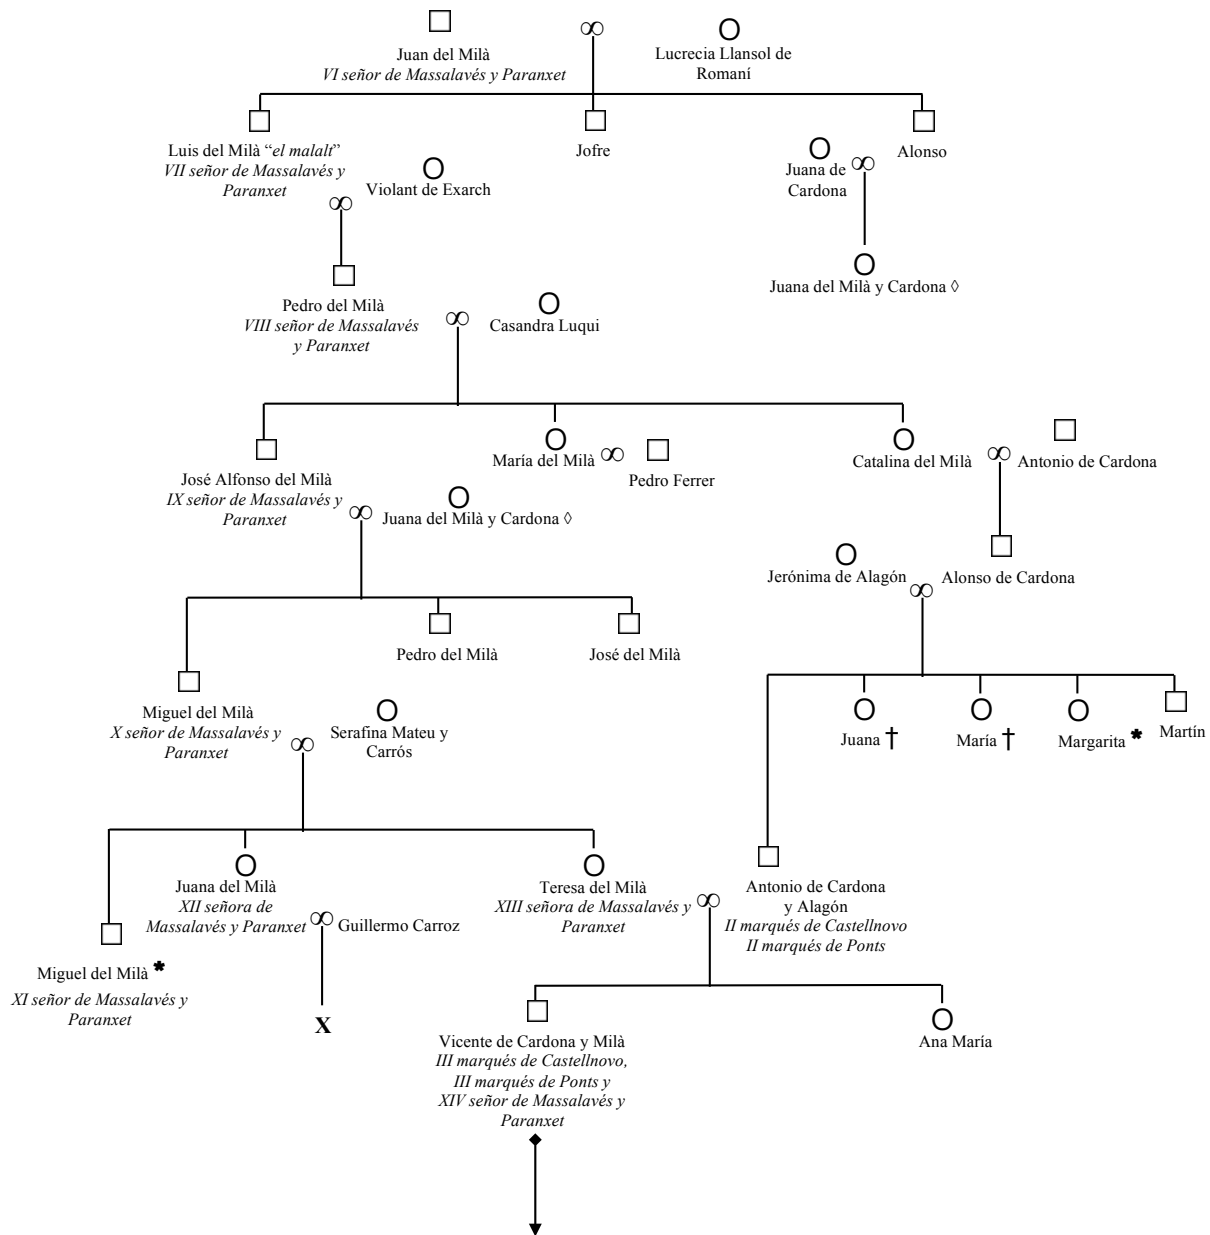 Juan del Milà
VI señor de Massalavés y Paranxet
∞
Lucrecia Llansol de
Romaní
Luis del Milà “el malalt”
VII señor de Massalavés y
Paranxet
Jofre
Alonso
Juana de
Cardona
∞
Violant de Exarch
∞
Juana del Milà y Cardona ◊
Pedro del Milà
VIII señor de Massalavés
y Paranxet
∞
Casandra Luqui
José Alfonso del Milà
IX señor de Massalavés y
Paranxet
María del Milà
∞
Pedro Ferrer
Catalina del Milà
∞
Antonio de Cardona
∞
Juana del Milà y Cardona ◊
Jerónima de Alagón
∞
Alonso de Cardona
Miguel del Milà
X señor de Massalavés y
Paranxet
Pedro del Milà
José del Milà
∞
Serafina Mateu y
Carrós
Juana †
María †
Margarita *
Martín
Miguel del Milà *
XI señor de Massalavés y
Paranxet
Juana del Milà
XII señora de
Massalavés y Paranxet
∞
Guillermo Carroz
X
Teresa del Milà
XIII señora de Massalavés y
Paranxet
∞
Antonio de Cardona
y Alagón
II marqués de Castellnovo
II marqués de Ponts
Vicente de Cardona y Milà
III marqués de Castellnovo,
III marqués de Ponts y
XIV señor de Massalavés y
Paranxet
Ana María